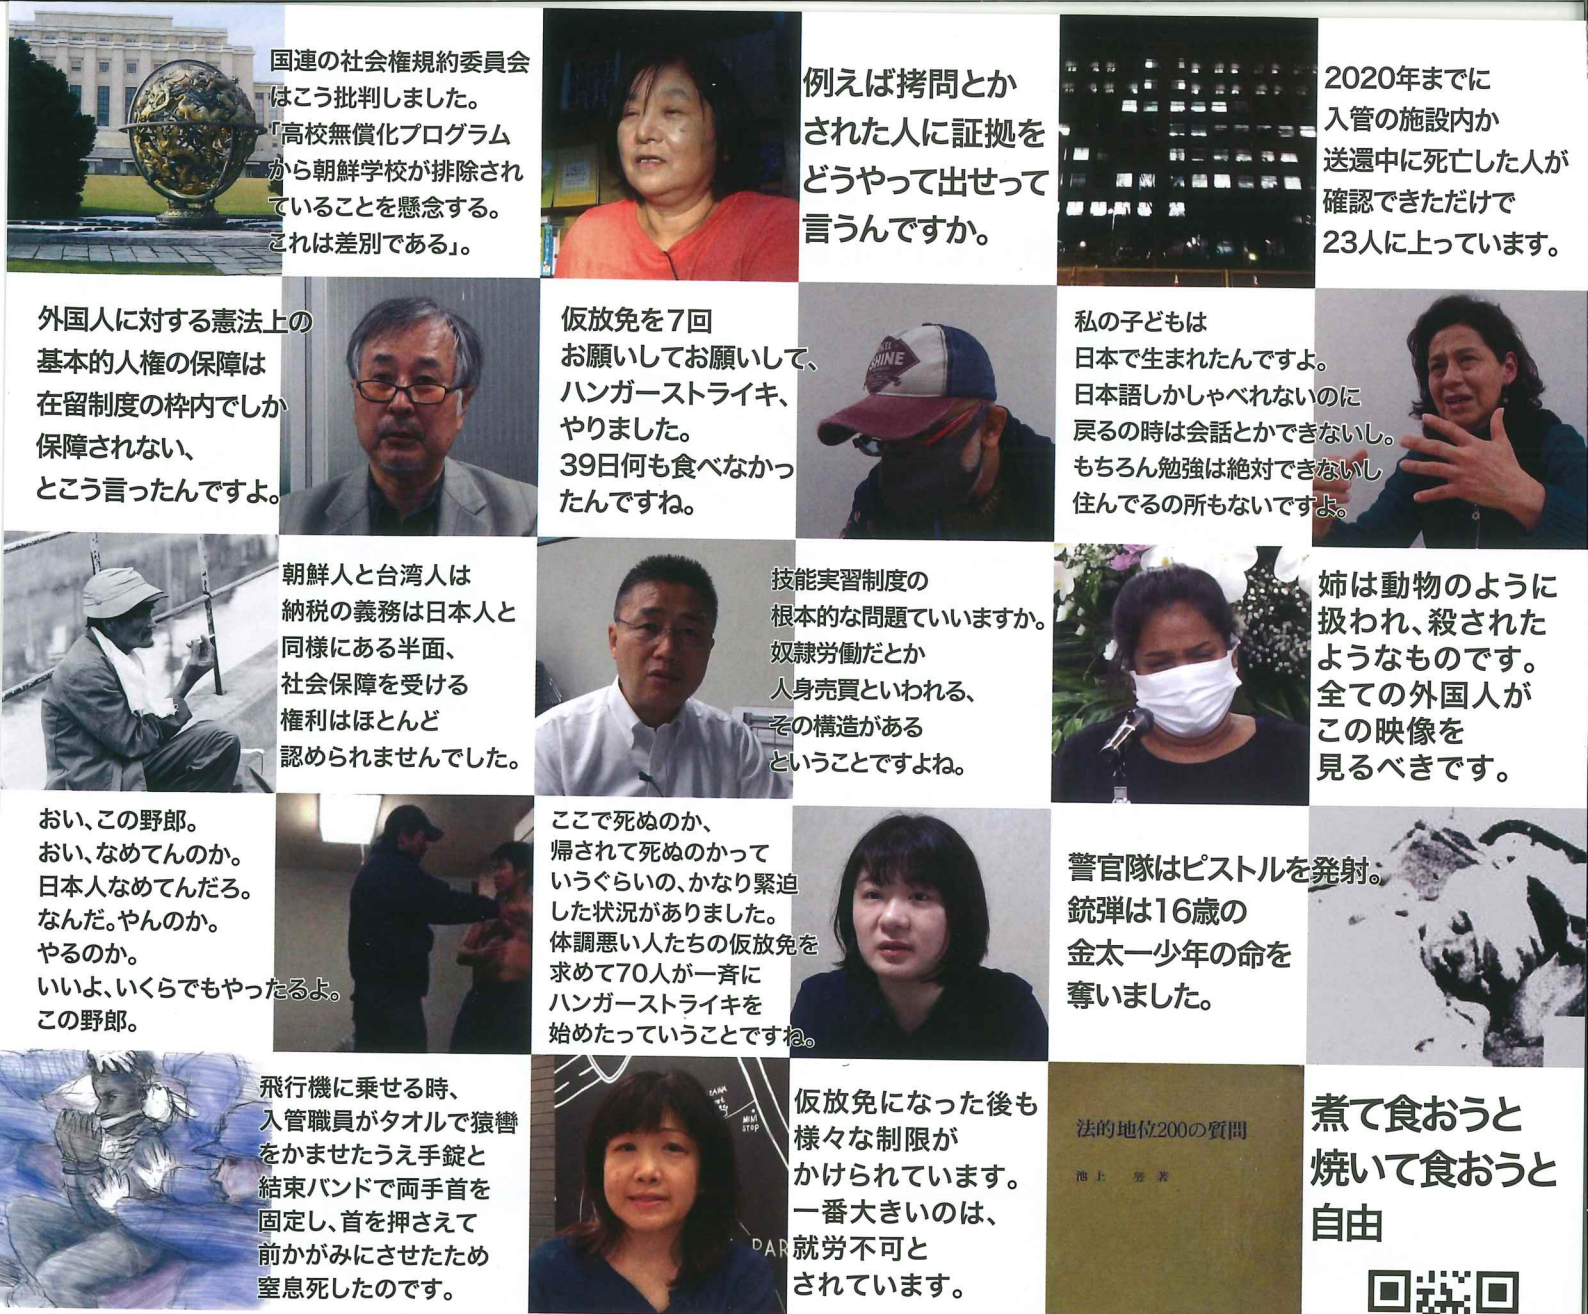 国連の社会権規約委員会
はこう批判しました。
「高校無償化プログラム
から朝鮮学校が排除され
ていることを懸念する。
これは差別である」。
例えば拷問とか
された人に証拠を
どうやって出せって
言うんですか。
2020年までに
入管の施設内か
送還中に死亡した人が
確認できただけで
23人に上っています。
外国人に対する憲法上の
基本的人権の保障は
在留制度の枠内でしか
保障されない、
とこう言ったんですよ。
仮放免を7回
お願いしてお願いして、
ハンガーストライキ、
やりました。
39日何も食べなかっ
たんですね。
SHINE
私の子どもは
日本で生まれたんですよ。
日本語しかしゃべれないのに
戻るの時は会話とかできないし。
もちろん勉強は絶対できないし
住んでるの所もないですよ。
朝鮮人と台湾人は
納税の義務は日本人と
同様にある半面、
社会保障を受ける
権利はほとんど
認められませんでした。
技能実習制度の
根本的な問題ていいますか。
奴隷労働だとか
人身売買といわれる、
その構造がある
ということですよね。
姉は動物のように
扱われ、殺された
ようなものです。
全ての外国人が
この映像を
見るべきです。
おい、この野郎。
おい、なめてんのか。
日本人なめてんだろ。
なんだ。やんのか。
やるのか。
いいよ、いくらでもやったるよ。
この野郎。
ここで死ぬのか、
帰されて死ぬのかって
いうぐらいの、かなり緊迫
した状況がありました。
体調悪い人たちの仮放免を
求めて70人が一斉に
ハンガーストライキを
始めたっていうことですね。
警官隊はピストルを発射。
銃弾は16歳の
金太一少年の命を
奪いました。
飛行機に乗せる時、
入管職員がタオルで猿轡
をかませたうえ手錠と
結束バンドで両手首を
固定し、首を押さえて
前かがみにさせたため
窒息死したのです。
MINI
STOP
PAR
仮放免になった後も
様々な制限が
かけられています。
一番大きいのは、
就労不可と
されています。
法的地位200の質問
池上 努 著
煮て食おうと
焼いて食おうと
自由